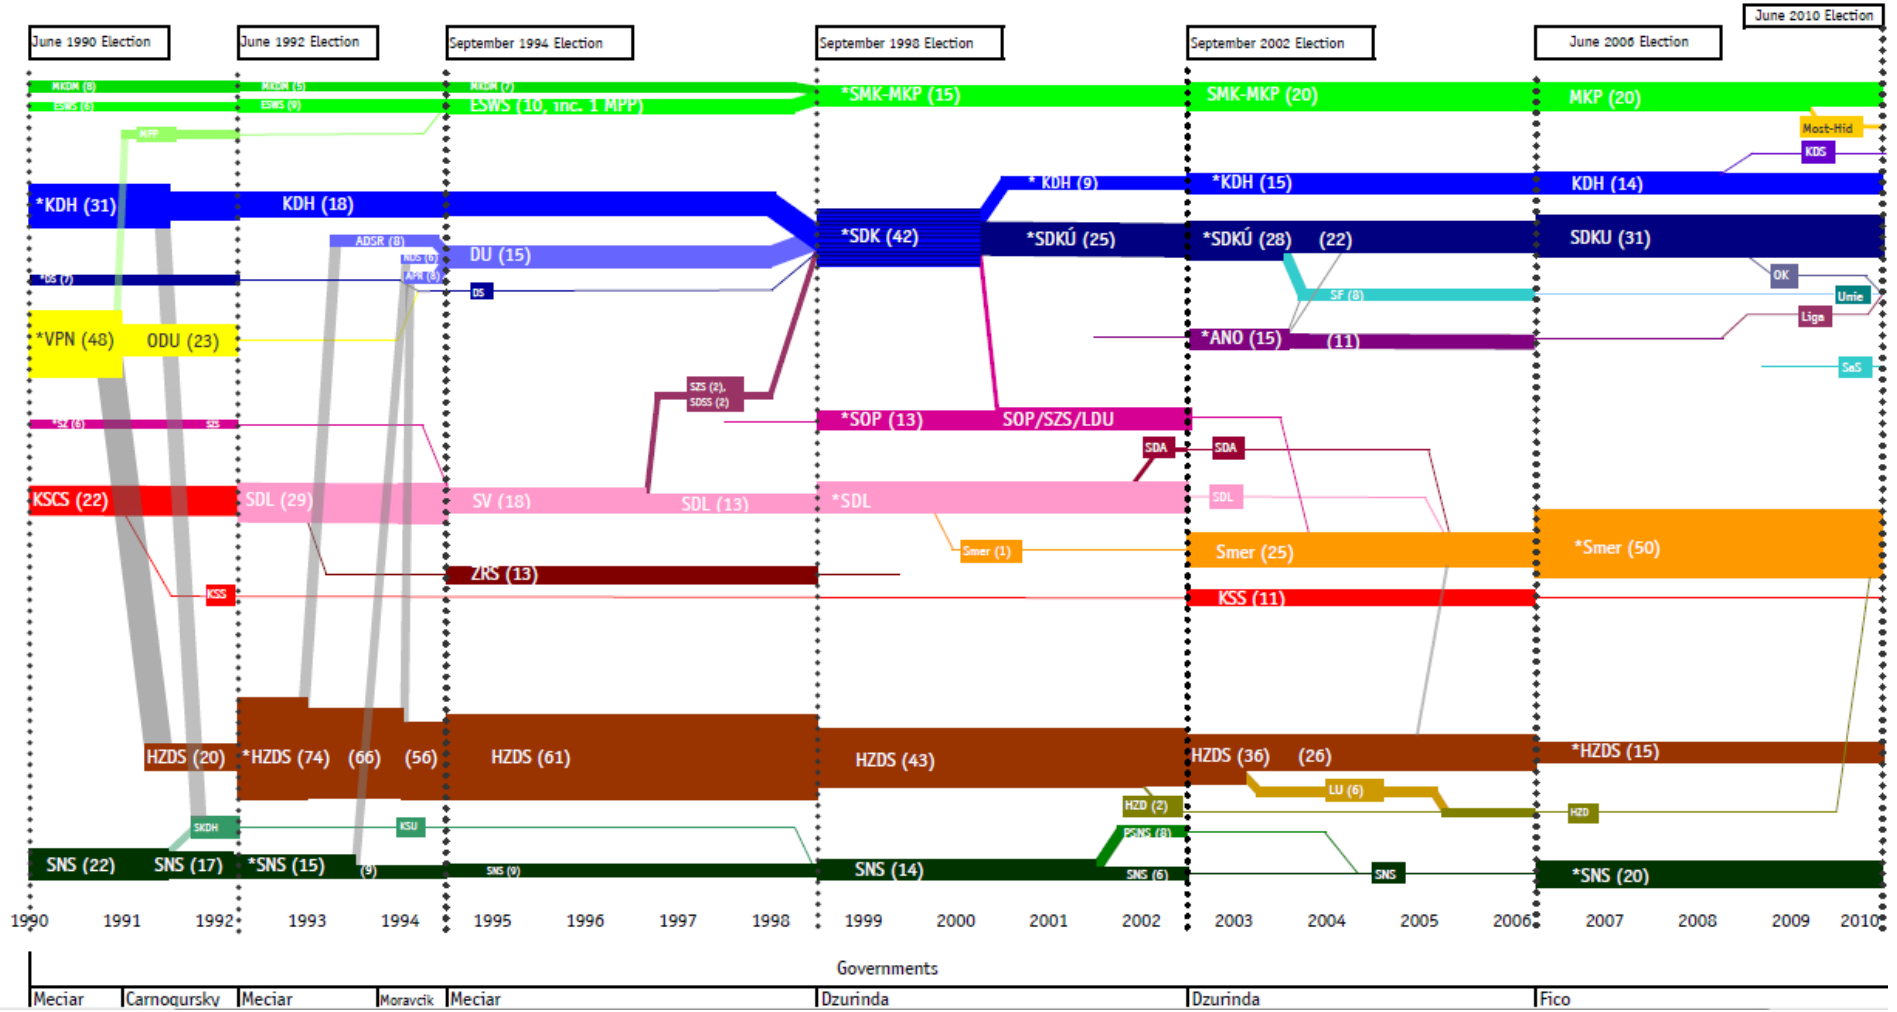 June 2010 Election
June 1990 Election
June 1992 Election
September 1994 Election
September 1998 Election
September 2002 Election
June 2006 Election
MKDM (8)
MKDM (5)
MKDM (7)
*SMK-MKP (15)
SMK-MKP (20)
MKP (20)
ESWS (6)
ESWS (9)
ESWS (10, inc. 1 MPP)
MPP
Most-Hid
KDS
*KDH (31)
KDH (18)
* KDH (9)
*KDH (15)
KDH (14)
ADSR (8)
*SDK (42)
*SDKÚ (25)
*SDKÚ (28)
(22)
SDKU (31)
NDS (6)
DU (15)
*DS (7)
APR (8)
DS
OK
SF (8)
Unie
Liga
*VPN (48)
ODU (23)
*ANO (15)
(11)
SaS
SZS (2),
SDSS (2)
*SZ (6)
SZS
*SOP (13)
SOP/SZS/LDU
SDA
SDA
KSCS (22)
SDL (29)
SV (18)
SDL (13)
*SDL
SDL
Smer (1)
Smer (25)
*Smer (50)
ZRS (13)
KSS
KSS (11)
HZDS (20)
*HZDS (74)
(66)
(56)
HZDS (61)
HZDS (43)
HZDS (36)
(26)
*HZDS (15)
LU (6)
HZD (2)
HZD
SKDH
KSU
PSNS (8)
SNS (22)
SNS (17)
*SNS (15)
(9)
SNS (9)
SNS (14)
SNS (6)
SNS
*SNS (20)
1990 1991 1992 1993 1994 1995 1996 1997 1998 1999 2000 2001 2002 2003 2004 2005 2006 2007 2008 2009 2010
Governments
Meciar Carnogursky Meciar Moravcik Meciar Dzurinda Dzurinda Fico